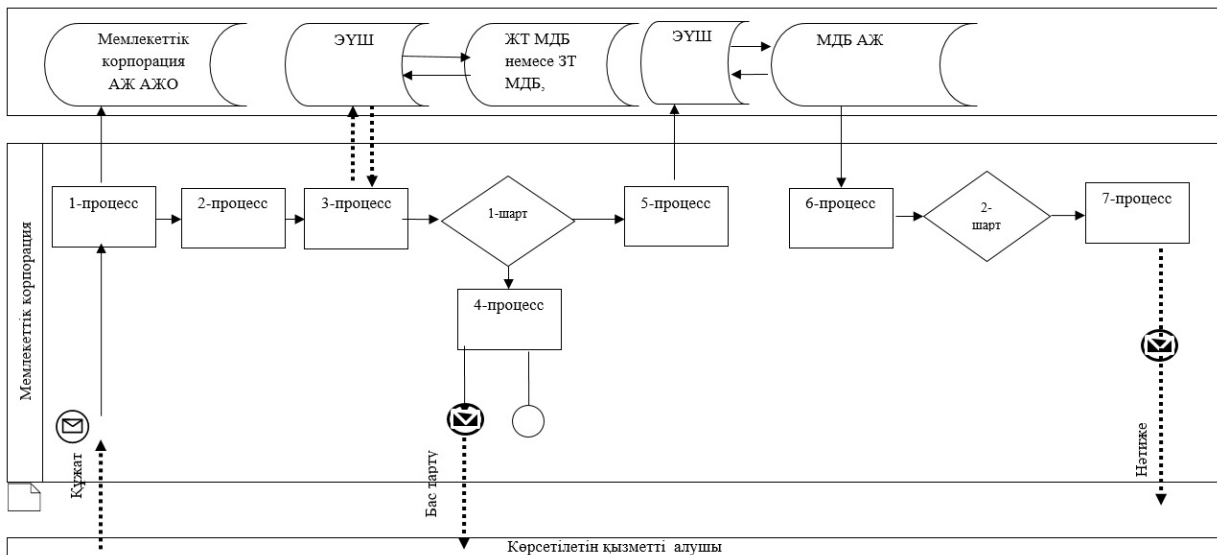 Мемлекеттік
корпорация
АЖ АЖО
ЭҮШ
ЖТ МДБ
немесе ЗТ
МДБ,
ЭҮШ
МДБ АЖ
Мемлекеттік корпорация
1-процесс
2-процесс
3-процесс
1-шарт
5-процесс
6-процесс
2-
шарт
7-процесс
4-процесс
Құжат
Бас тарту
Нәтиже
Көрсетілетін қызметті алушы